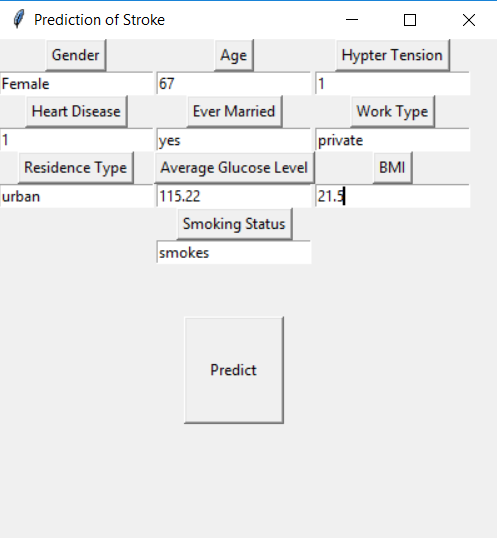 Prediction of Stroke
Gender Age Hypter Tension
Female 67 1
Heart Disease Ever Married Work Type
1 yes private
Residence Type Average Glucose Level BMI
urban 115.22 21.5
Smoking Status
smokes
Predict